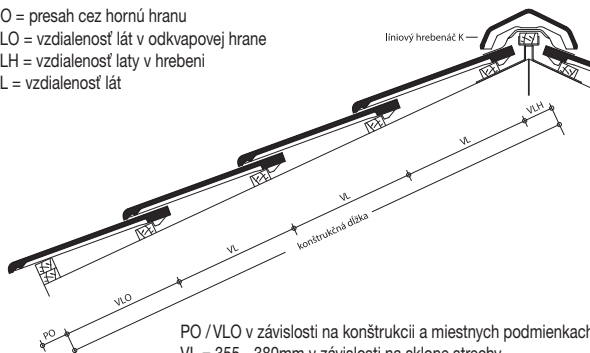 O = presah cez hornú hranu
LO = vzdialenosť lát v odkvapovej hrane
LH = vzdialenosť laty v hrebeni
L = vzdialenosť lát
líniový hrebenáč K
VLH
VL
VL
VL
konštrukčná dĺžka
VL
VLO
PO
PO / VLO v závislosti na konštrukcii a miestnych podmienkach